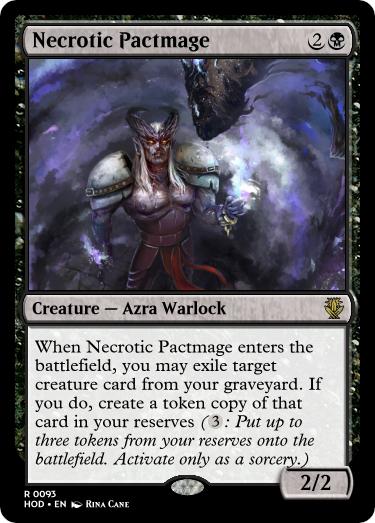 Necrotic Pactmage 2
Creature — Azra Warlock
When Necrotic Pactmage enters the
battlefield, you may exile target
creature card from your graveyard. If
you do, create a token copy of that
card in your reserves (3: Put up to
three tokens from your reserves onto the
battlefield. Activate only as a sorcery.)
2/2
R 0093
HOD • EN Rina Cane